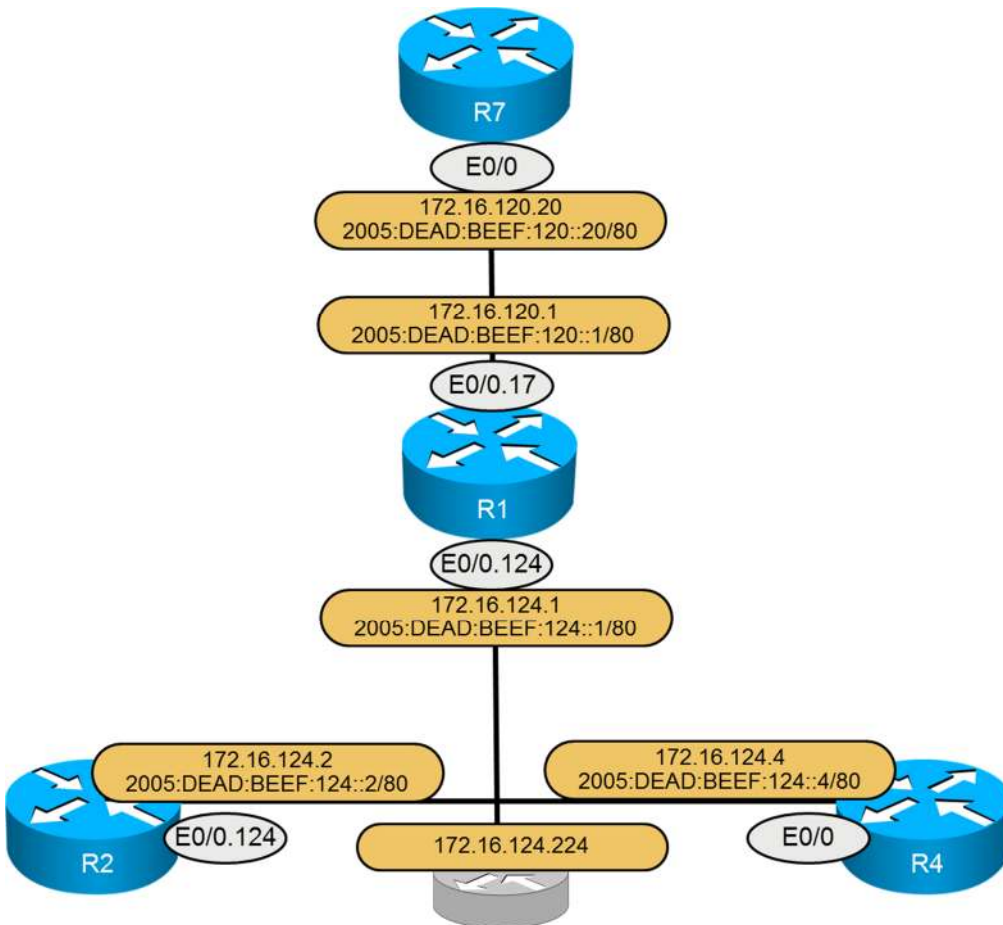 R7
E0/0
172.16.120.20
2005:DEAD:BEEF:120::20/80
172.16.120.1
2005:DEAD:BEEF:120::1/80
E0/0.17
R1
E0/0.124
172.16.124.1
2005:DEAD:BEEF:124::1/80
172.16.124.2
2005:DEAD:BEEF:124::2/80
172.16.124.4
2005:DEAD:BEEF:124::4/80
R2
E0/0.124
172.16.124.224
E0/0
R4